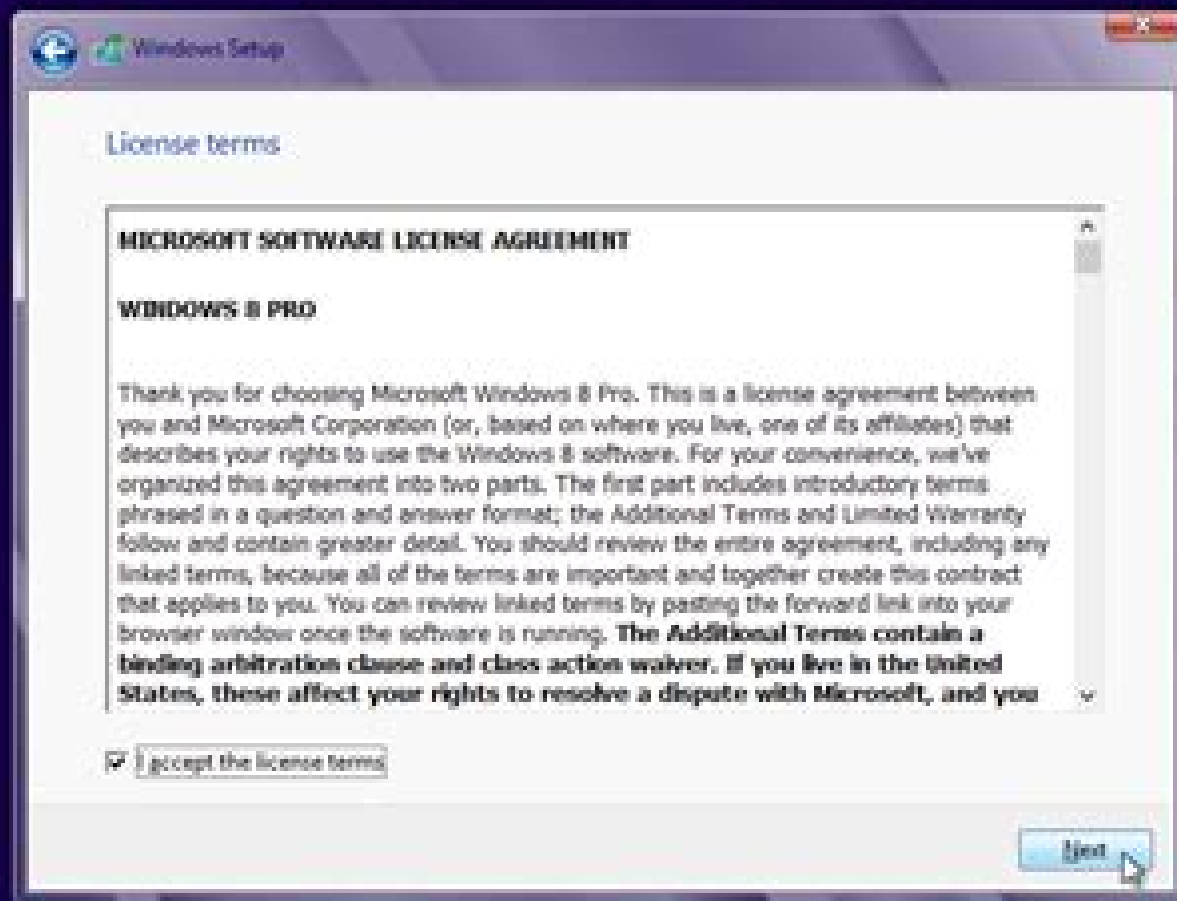 Windows Setup
License terms
MICROSOFT SOFTWARE LICENSE AGREEMENT
WINDOWS 8 PRO
Thank you for choosing Microsoft Windows 8 Pro. This is a license agreement between
you and Microsoft Corporation (or, based on where you live, one of its affiliates) that
describes your rights to use the Windows 8 software. For your convenience, we've
organized this agreement into two parts. The first part includes introductory terms
phrased in a question and answer format; the Additional Terms and Limited Warranty
follow and contain greater detail. You should review the entire agreement, including any
linked terms, because all of the terms are important and together create this contract
that applies to you. You can review linked terms by pasting the forward link into your
browser window once the software is running. The Additional Terms contain a
binding arbitration clause and class action waiver. If you live in the United
States, these affect your rights to resolve a dispute with Microsoft, and you
I accept the license terms
Next